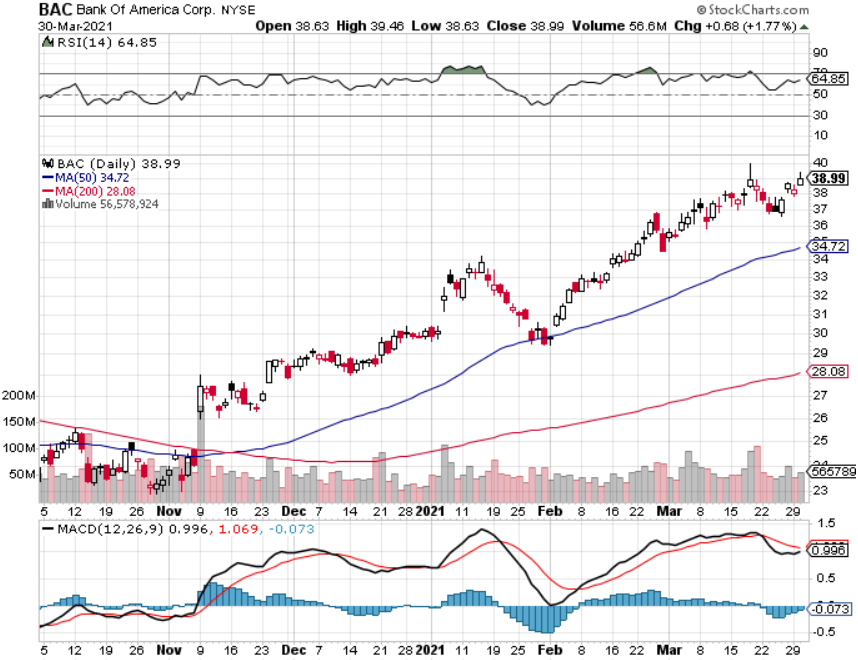 BAC Bank Of America Corp. NYSE © StockCharts.com
30-Mar-2021 Open 38.63 High 39.46 Low 38.63 Close 38.99 Volume 56.6M Chg +0.68 (+1.77%)
RSI(14) 64.85
90
70
64.85
50
30
10
BAC (Daily) 38.99
MA(50) 34.72
MA(200) 28.08
Volume 56,578,924
40
38.99
38
37
36
35
34.72
34
33
32
31
30
29
28.08
27
26
25
24
565789
23
200M
150M
100M
50M
5 12 19 26 Nov 9 16 23 Dec 7 14 21 28 2021 11 19 25 Feb 8 16 22 Mar 8 15 22 29
MACD(12,26,9) 0.996, 1.069, -0.073
1.5
0.996
0.5
-0.073
-0.5
5 12 19 26 Nov 9 16 23 Dec 7 14 21 28 2021 11 19 25 Feb 8 16 22 Mar 8 15 22 29